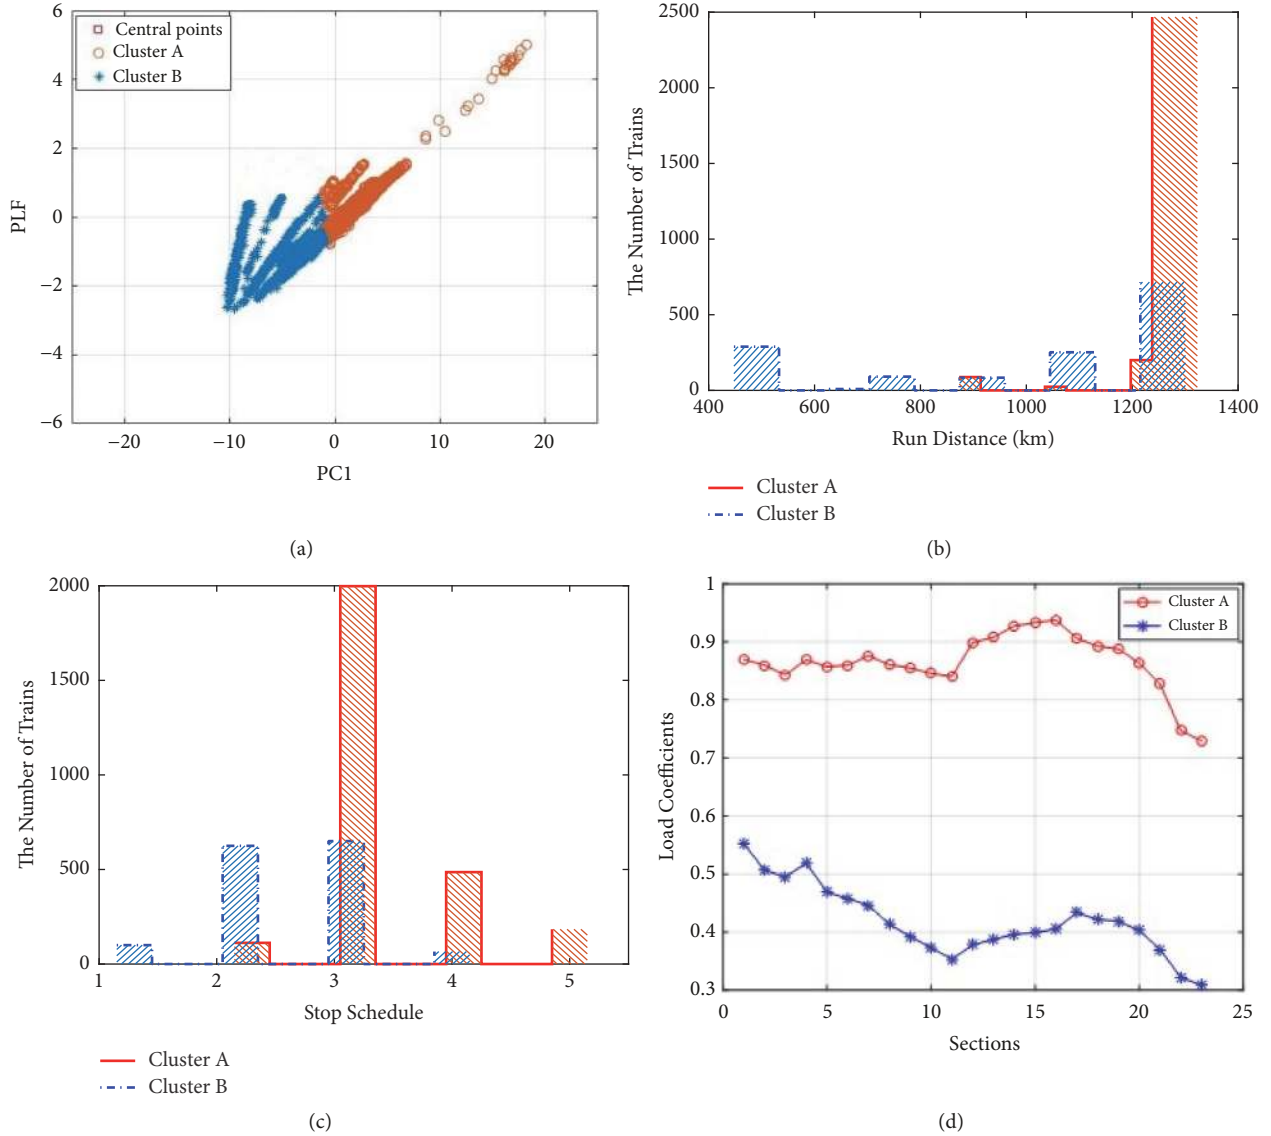 6
4
2
0
−2
−4
−6
PLF
−20
−10
0
10
20
PC1
Central points
Cluster A
Cluster B
(a)
2500
2000
1500
1000
500
0
The Number of Trains
400
600
800
1000
1200
1400
Run Distance (km)
Cluster A
Cluster B
(b)
2000
1500
1000
500
0
The Number of Trains
1
2
3
4
5
Stop Schedule
Cluster A
Cluster B
(c)
1
0.9
0.8
0.7
0.6
0.5
0.4
0.3
Load Coefficients
0
5
10
15
20
25
Sections
Cluster A
Cluster B
(d)